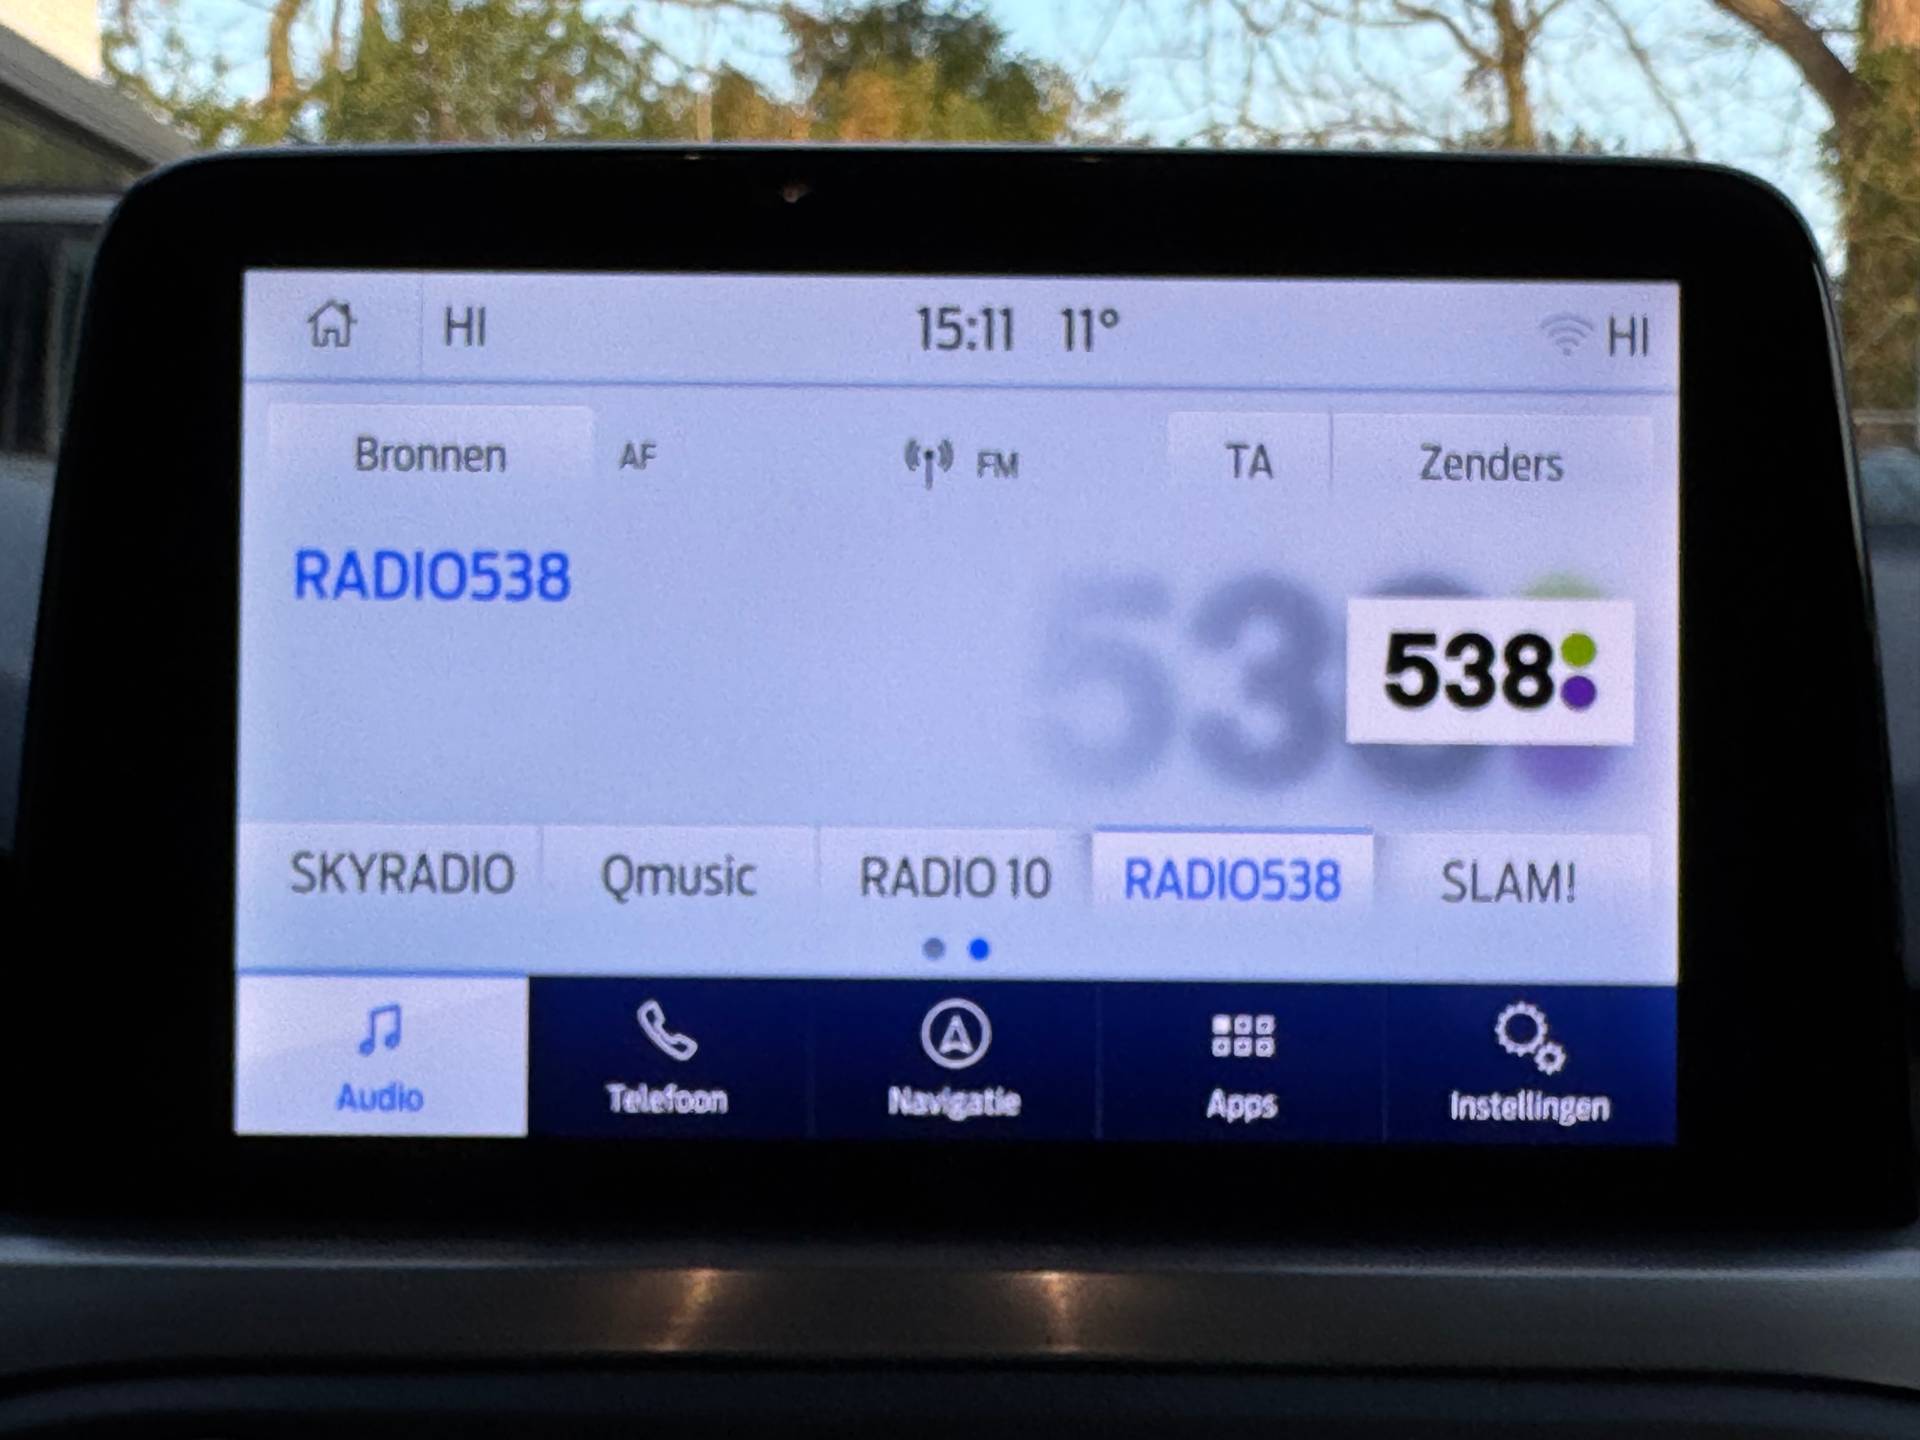 HI 15:11 11° HI
Bronnen AF FM TA Zenders
RADIO538
538
538
SKYRADIO Qmusic RADIO 10 RADIO538 SLAM!
Audio Telefoon Navigatie Apps Instellingen